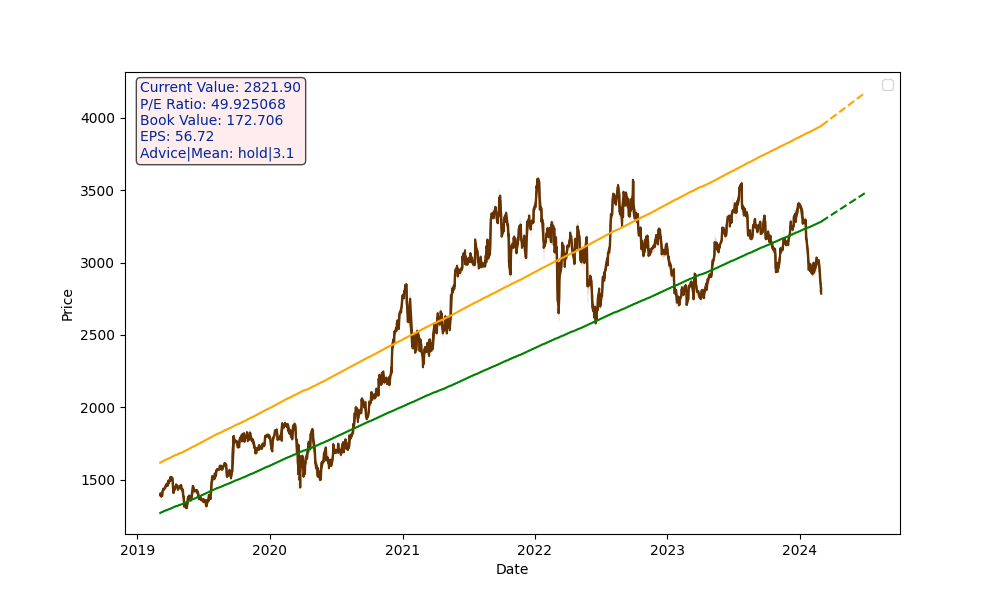 Current Value: 2821.90
P/E Ratio: 49.925068
Book Value: 172.706
EPS: 56.72
Advice|Mean: hold|3.1
4000
3500
3000
2500
2000
1500
Price
2019 2020 2021 2022 2023 2024
Date